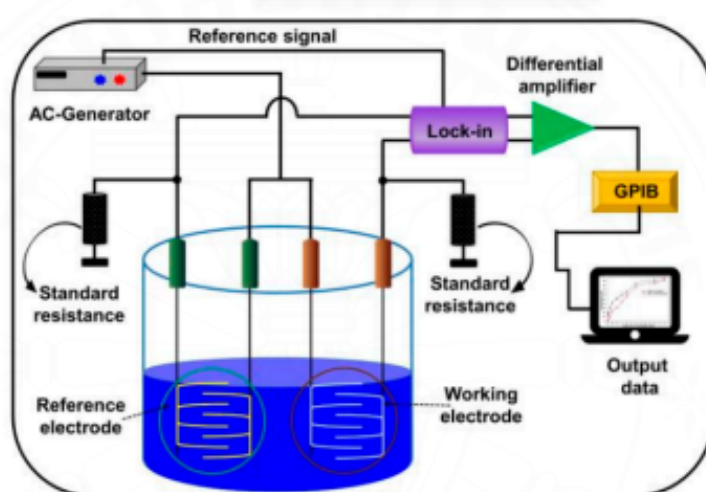 Reference signal
AC-Generator
Differential
amplifier
Lock-in
GPIB
Standard
resistance
Standard
resistance
Output
data
Reference
electrode
Working
electrode